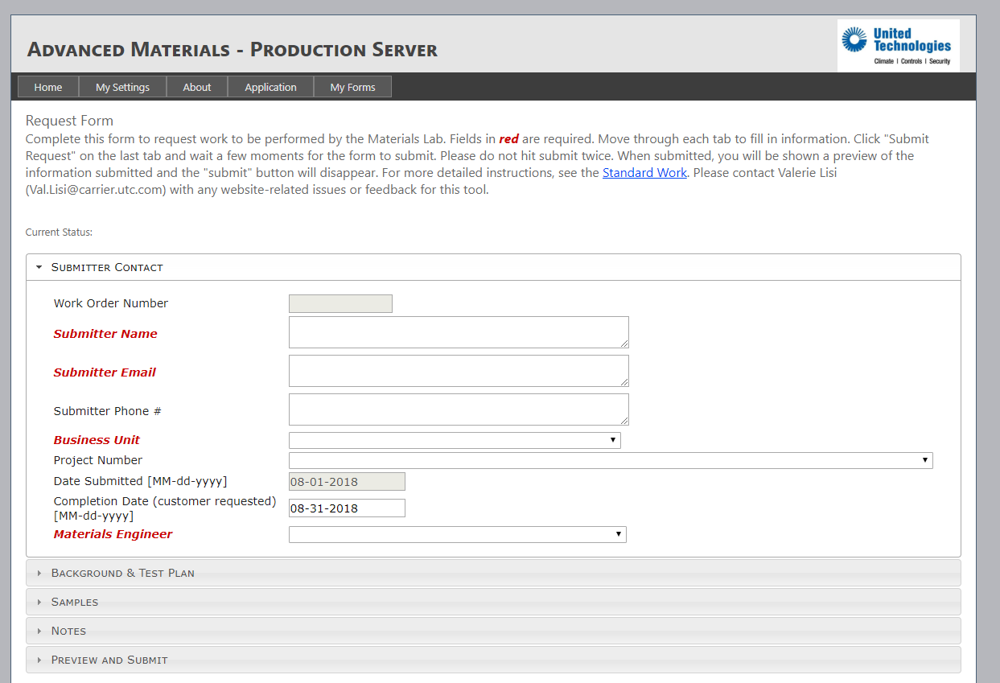 Advanced Materials - Production Server
United
Technologies
Climate | Controls | Security
Home My Settings About Application My Forms
Request Form
Complete this form to request work to be performed by the Materials Lab. Fields in red are required. Move through each tab to fill in information. Click "Submit
Request" on the last tab and wait a few moments for the form to submit. Please do not hit submit twice. When submitted, you will be shown a preview of the
information submitted and the "submit" button will disappear. For more detailed instructions, see the Standard Work. Please contact Valerie Lisi
(Val.Lisi@carrier.utc.com) with any website-related issues or feedback for this tool.
Current Status:
Submitter Contact
Work Order Number
Submitter Name
Submitter Email
Submitter Phone #
Business Unit
Project Number
Date Submitted [MM-dd-yyyy] 08-01-2018
Completion Date (customer requested)
[MM-dd-yyyy] 08-31-2018
Materials Engineer
Background & Test Plan
Samples
Notes
Preview and Submit